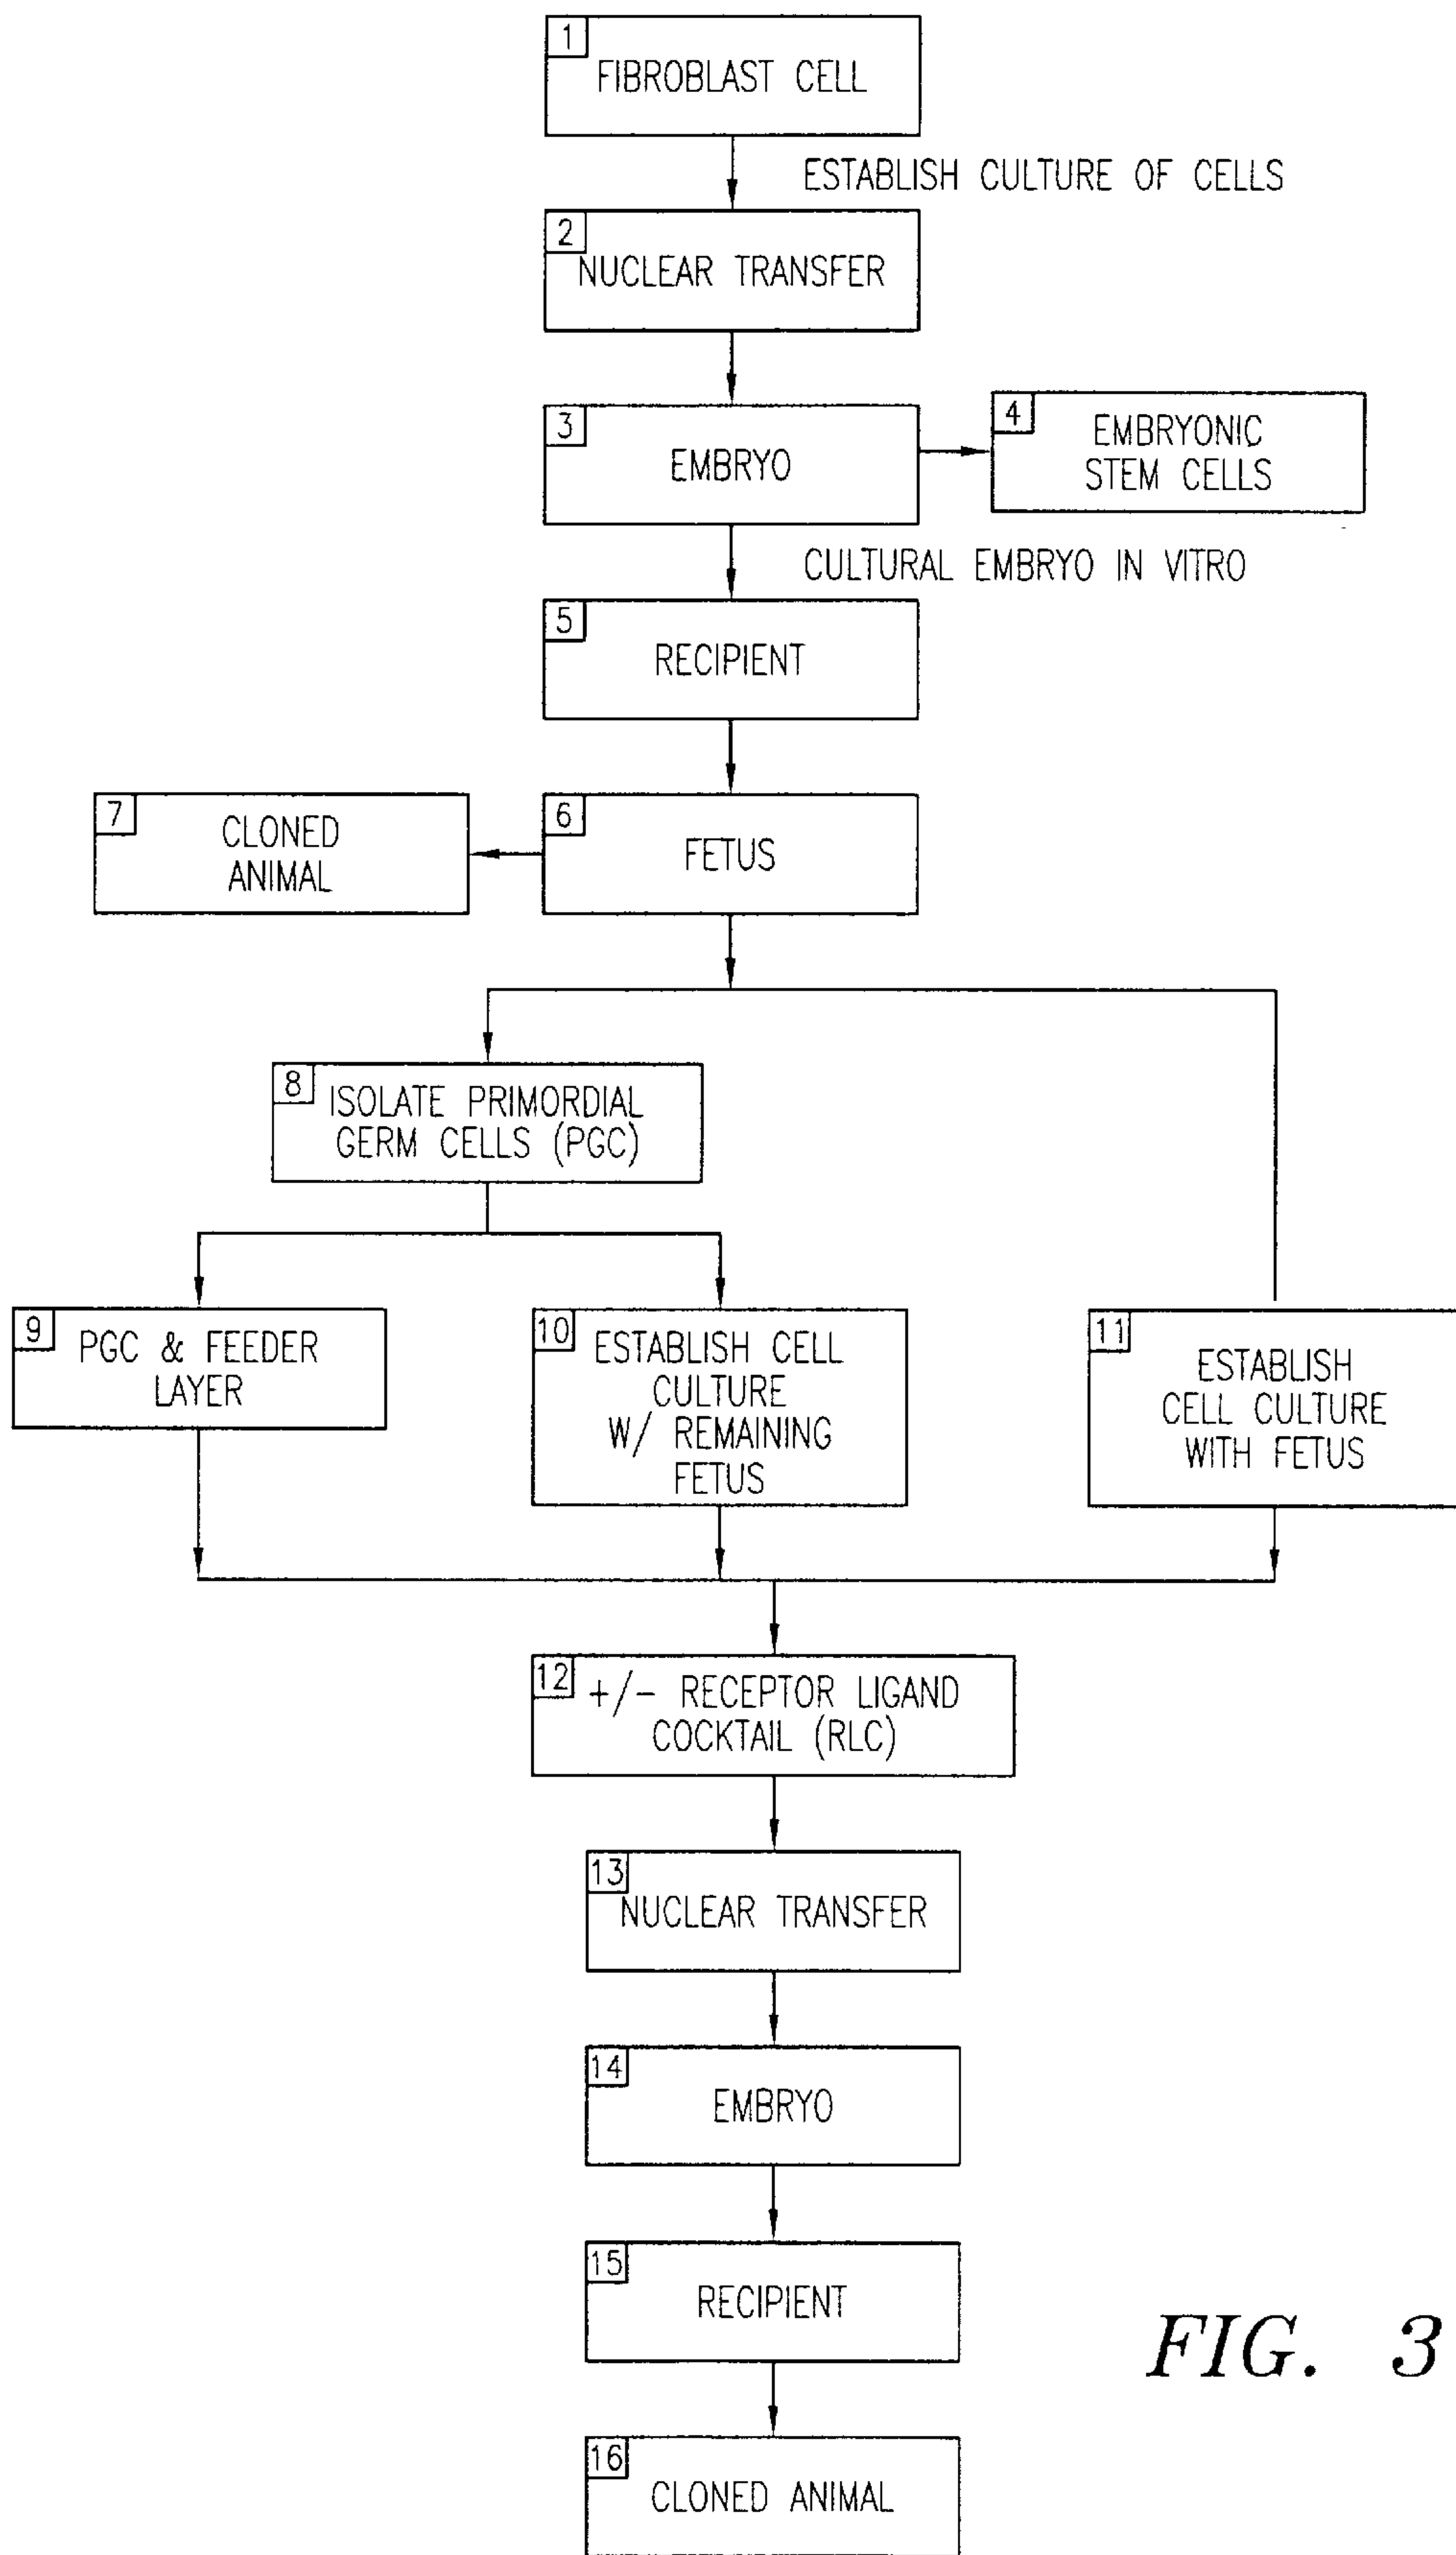 1
FIBROBLAST CELL
ESTABLISH CULTURE OF CELLS
2
NUCLEAR TRANSFER
3
EMBRYO
4
EMBRYONIC
STEM CELLS
CULTURAL EMBRYO IN VITRO
5
RECIPIENT
7
CLONED
ANIMAL
6
FETUS
8
ISOLATE PRIMORDIAL
GERM CELLS (PGC)
9
PGC & FEEDER
LAYER
10
ESTABLISH CELL
CULTURE
W/ REMAINING
FETUS
11
ESTABLISH
CELL CULTURE
WITH FETUS
12
+/- RECEPTOR LIGAND
COCKTAIL (RLC)
13
NUCLEAR TRANSFER
14
EMBRYO
15
RECIPIENT
16
CLONED ANIMAL
FIG. 3